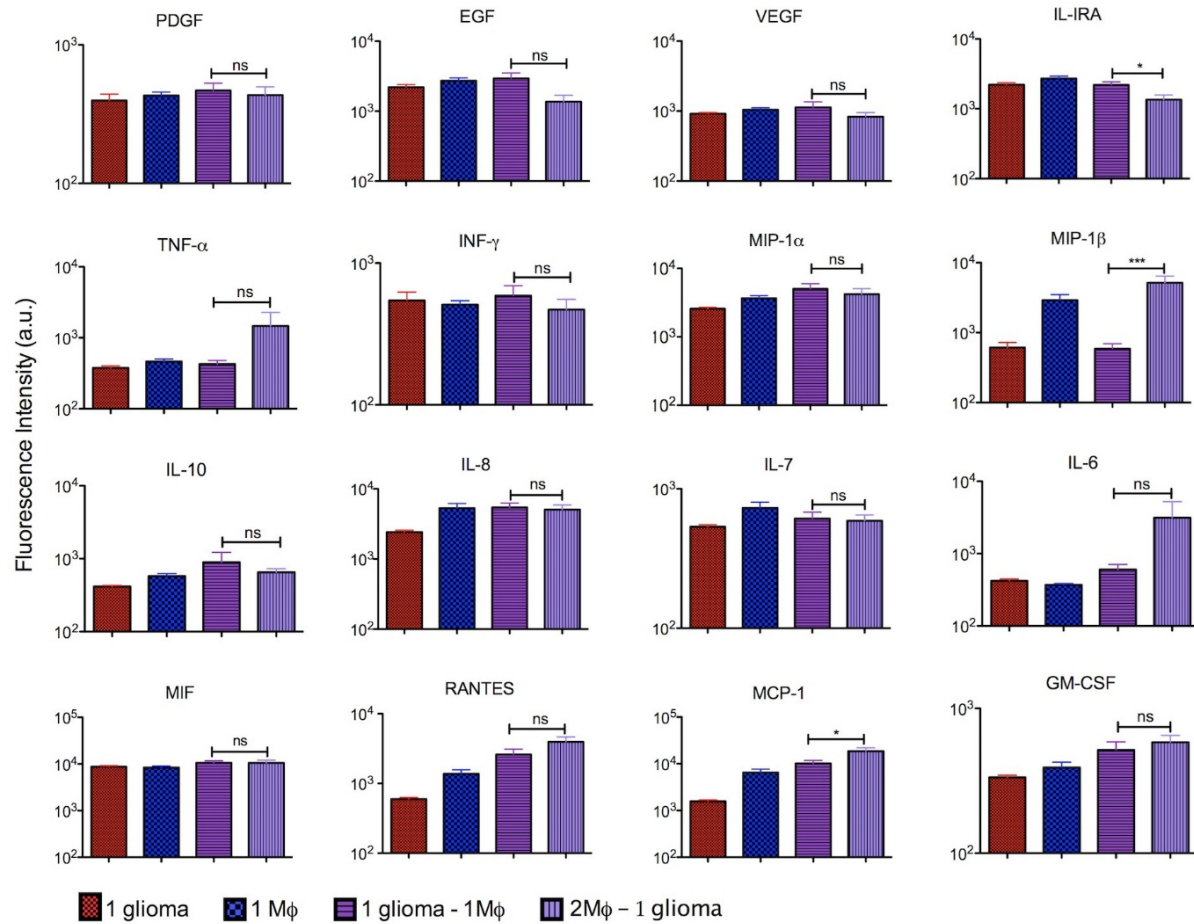 PDGF
EGF
VEGF
IL-IRA
10³
10²
ns
10⁴
10³
10²
ns
10⁴
10³
10²
ns
10⁴
10³
10²
*
TNF-α
INF-γ
MIP-1α
MIP-1β
10⁴
10³
10²
ns
10³
10²
ns
10⁴
10³
10²
ns
10⁴
10³
10²
***
Fluorescence Intensity (a.u.)
IL-10
IL-8
IL-7
IL-6
10⁴
10³
10²
ns
10⁴
10³
10²
ns
10³
10²
ns
10⁴
10³
10²
ns
MIF
RANTES
MCP-1
GM-CSF
10⁵
10⁴
10³
10²
ns
10⁴
10³
10²
ns
10⁵
10⁴
10³
10²
*
10³
10²
ns
1 glioma
1 Mϕ
1 glioma - 1Mϕ
2Mϕ – 1 glioma